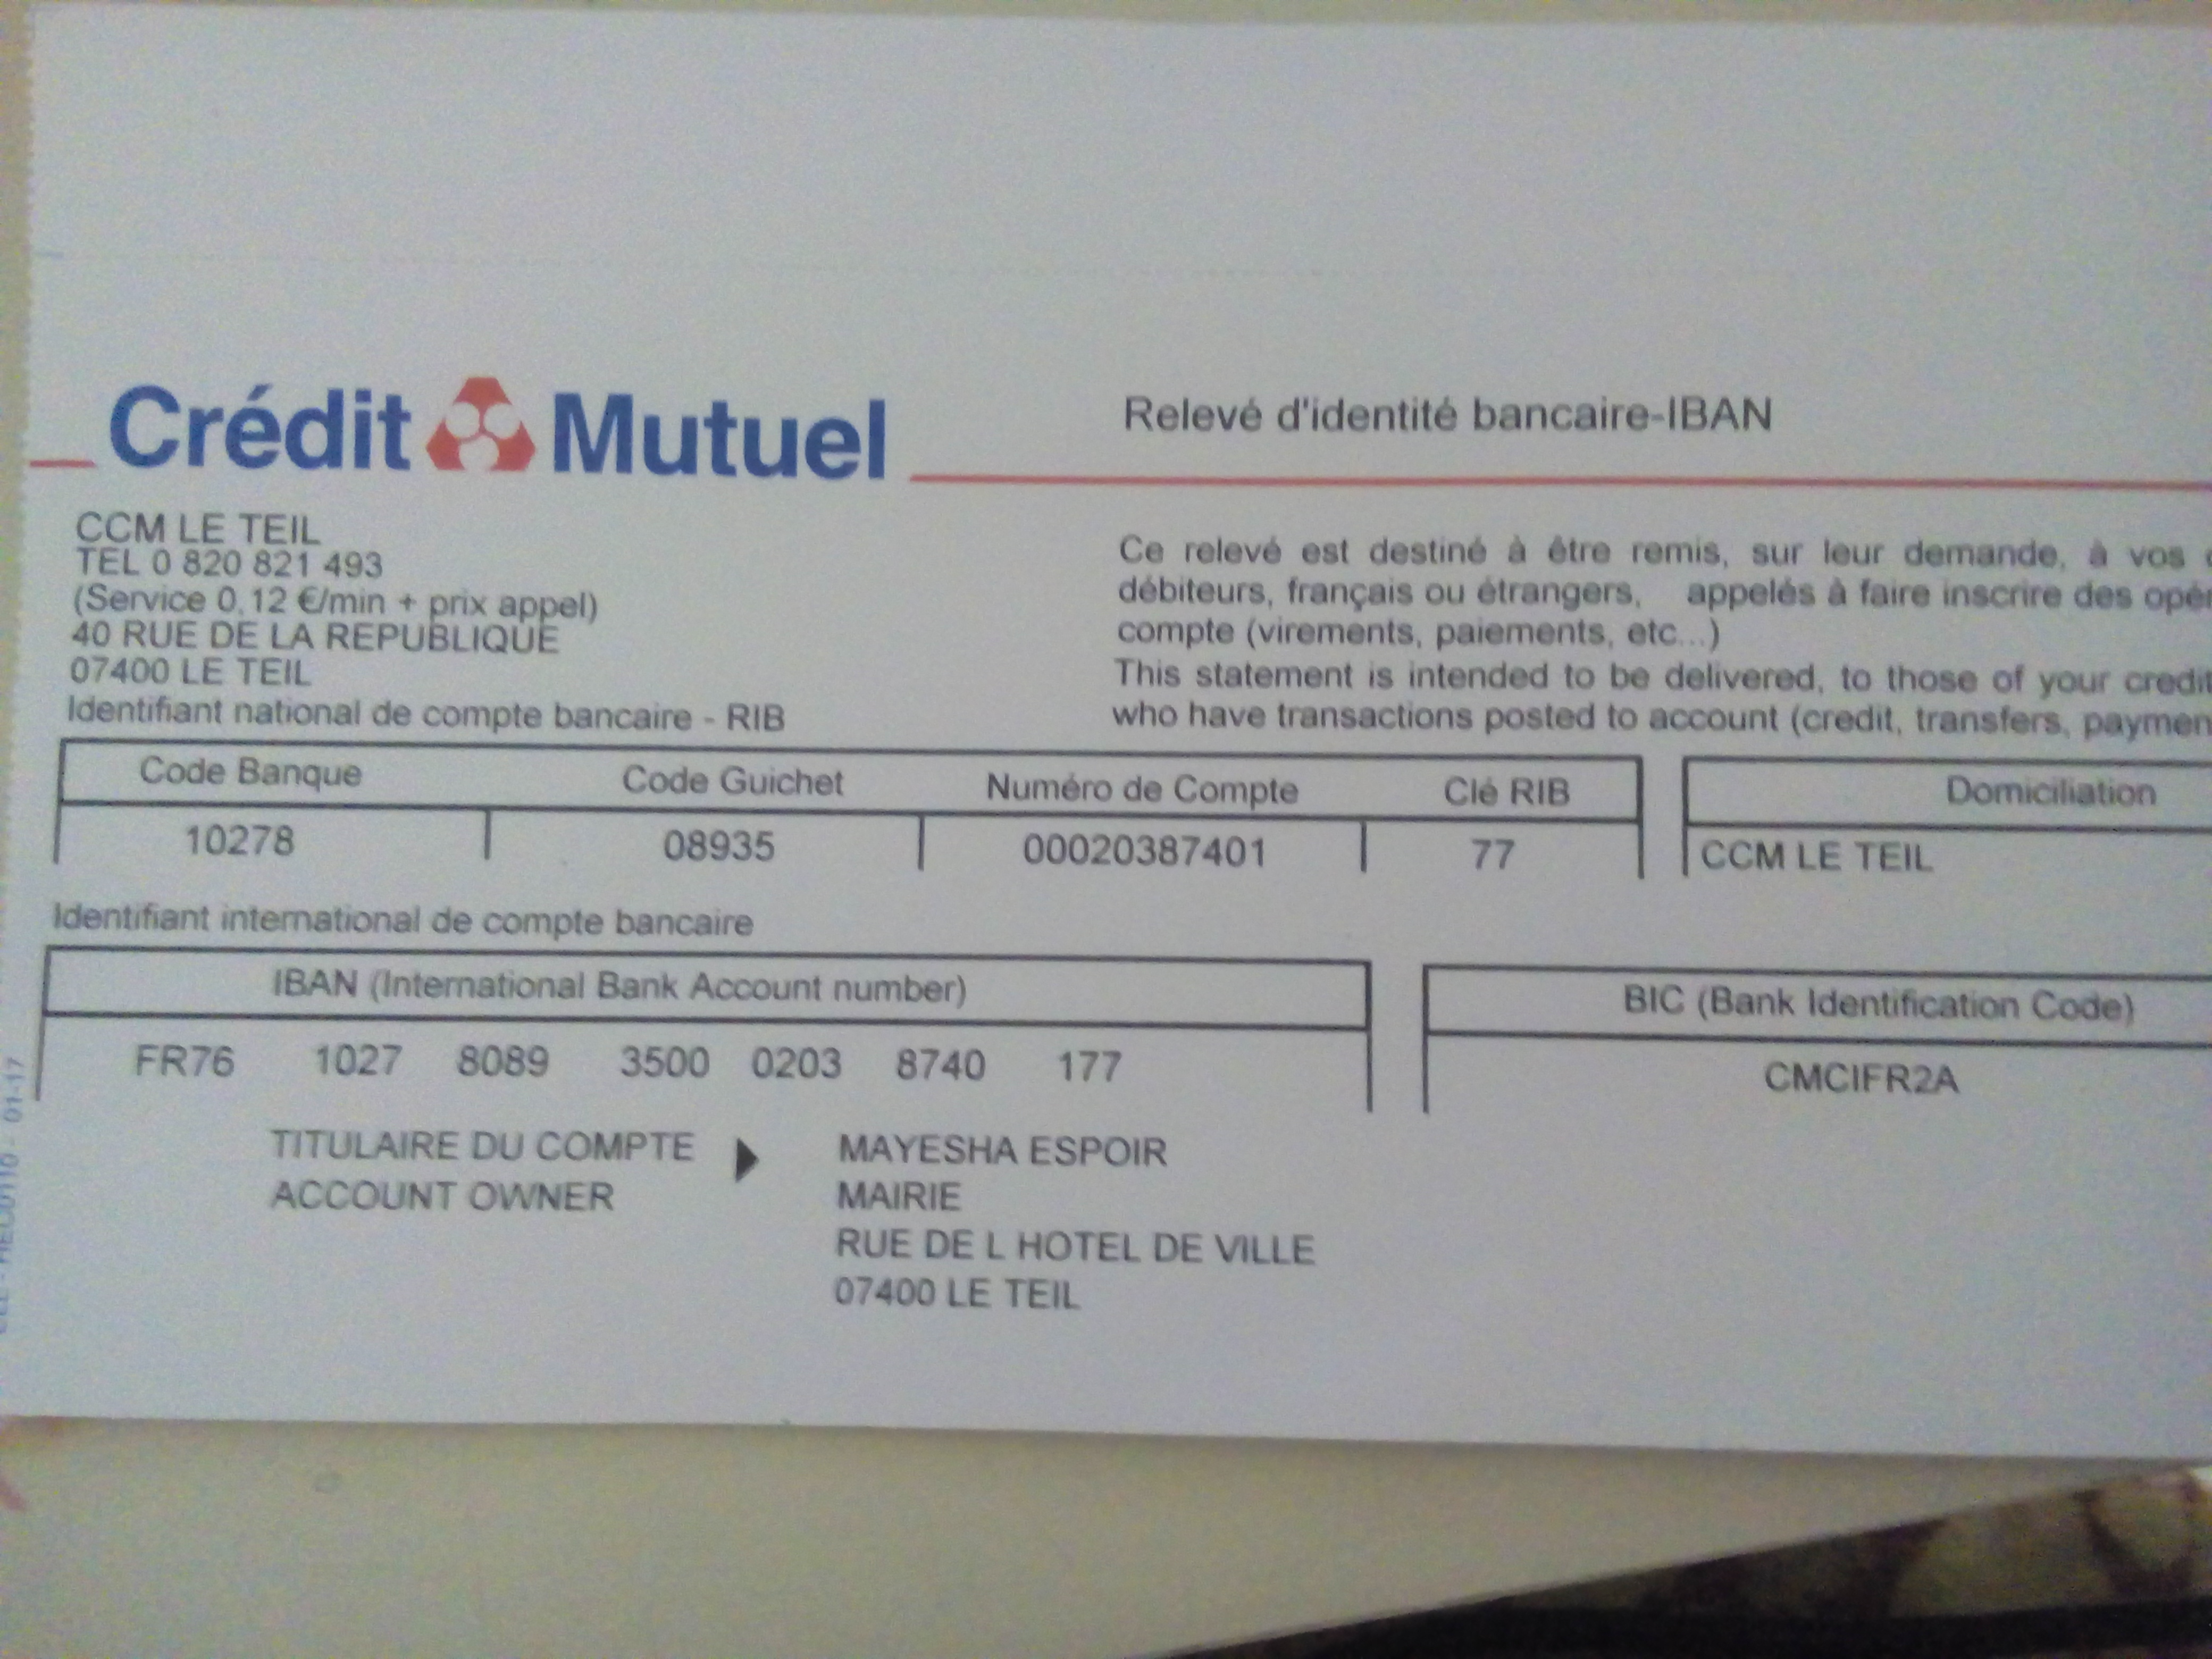 Crédit Mutuel
Relevé d'identité bancaire-IBAN
CCM LE TEIL
TEL 0 820 821 493
(Service 0,12 €/min + prix appel)
40 RUE DE LA REPUBLIQUE
07400 LE TEIL
Ce relevé est destiné à être remis, sur leur demande, à vos
débiteurs, français ou étrangers, appelés à faire inscrire des opér
compte (virements, paiements, etc...)
This statement is intended to be delivered, to those of your credit
who have transactions posted to account (credit, transfers, paymen
Identifiant national de compte bancaire - RIB
Code Banque Code Guichet Numéro de Compte Clé RIB Domiciliation
10278 08935 00020387401 77 CCM LE TEIL
Identifiant international de compte bancaire
IBAN (International Bank Account number) BIC (Bank Identification Code)
FR76 1027 8089 3500 0203 8740 177 CMCIFR2A
TITULAIRE DU COMPTE MAYESHA ESPOIR
ACCOUNT OWNER MAIRIE
RUE DE L HOTEL DE VILLE
07400 LE TEIL
01-17